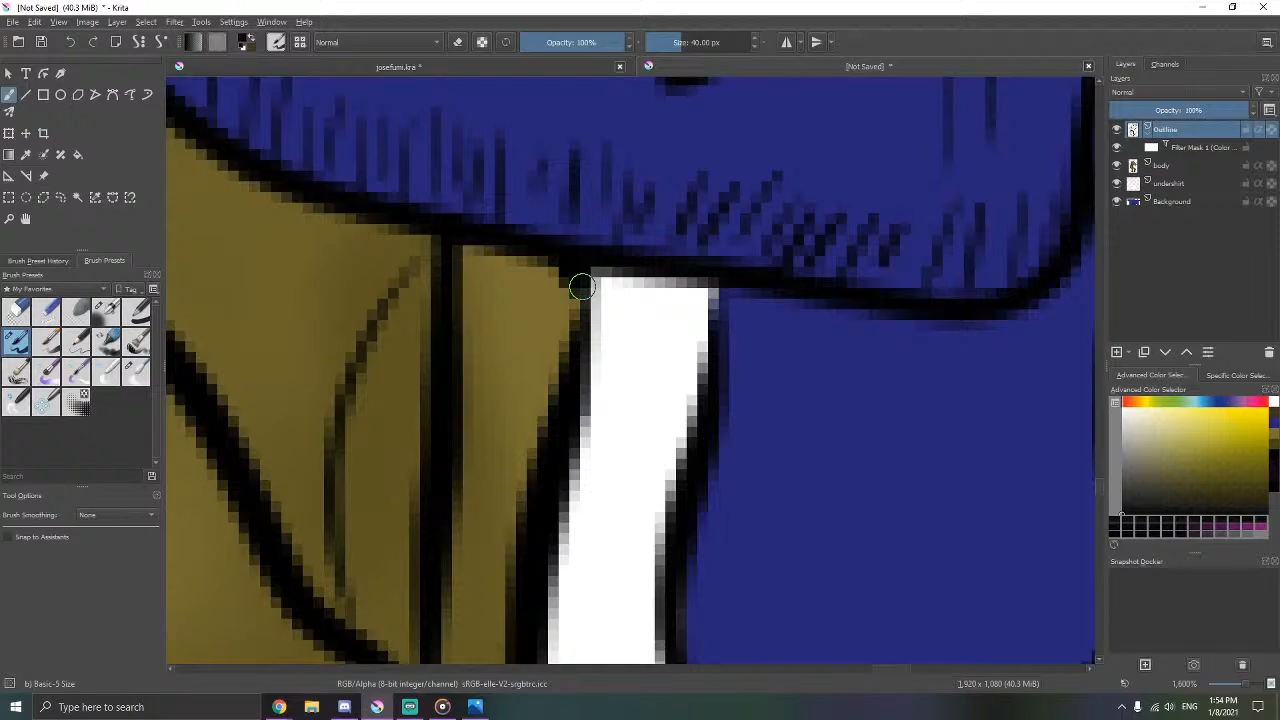 [Not Saved] (40.3 MiB) * - Krita
File Edit View Image Layer Select Filter Tools Settings Window Help
Normal Opacity: 100% Size: 40.00 px
josefumi.kra * [Not Saved] * Layers Channels
Layers
Normal
Opacity: 100%
Outline
Filter Mask 1 (Color ...
body
undershirt
Background
Brush Preset History Brush Presets
Brush Presets
My Favorites Tag
Advanced Color Selec... Specific Color Selec...
Advanced Color Selector
Search
Tool Options
Brush Smoothing: None
Snap to Assistants
Snapshot Docker
b) Basic-5 Size RGB/Alpha (8-bit integer/channel) sRGB-elle-V2-srgbtrc.icc 1,920 x 1,080 (40.3 MiB) 1,600%
Type here to search 1:54 PM
1/8/2021